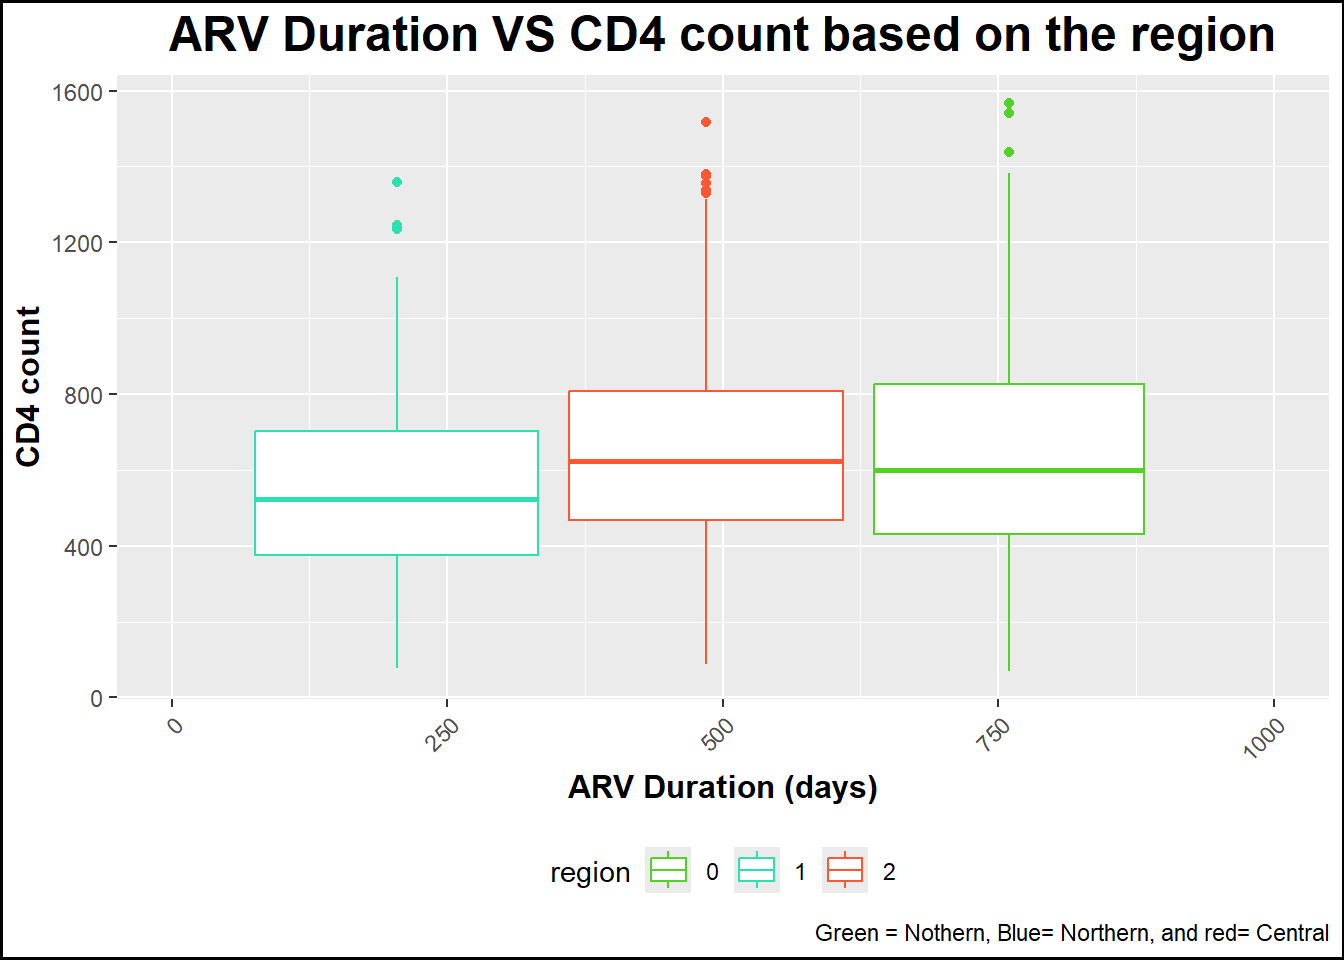 ARV Duration VS CD4 count based on the region
1600
1200
800
400
0
CD4 count
0
250
500
750
1000
ARV Duration (days)
region 0 1 2
Green = Nothern, Blue= Northern, and red= Central